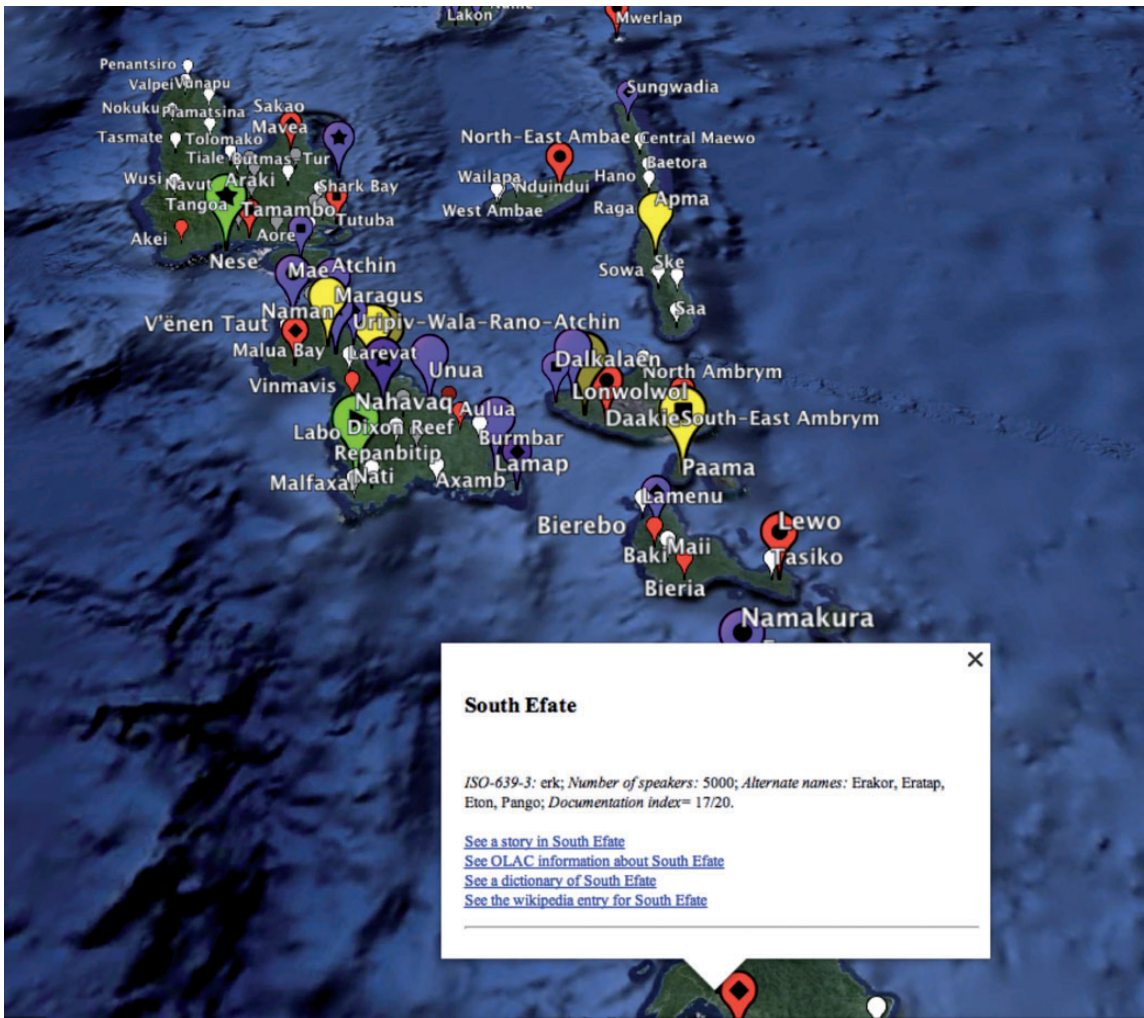 Lakon
Mwerlap
Penantsiro
Valpei
Vunapu
Sungwadia
Nokuku
Piamatsina
Sakao
Tasmate
Tolomako
Mavea
North-East Ambae
Central Maewo
Tiale
Butmas-Tur
Baetora
Wusi
Navut
Araki
Shark Bay
Wailapa
Nduindui
Hano
Tangoa
Tamambo
Tutuba
West Ambae
Raga
Apma
Akei
Aore
Nese
Mae
Atchin
Sowa
Ske
Naman
Maragus
Saa
V'ënen Taut
Uripiv-Wala-Rano-Atchin
Malua Bay
Larevat
Dalkalaên
Vinmavis
Unua
North Ambrym
Nahavaq
Aulua
Lonwolwol
Labo
Dixon Reef
Burmbar
Daakie
South-East Ambrym
Repanbitip
Lamap
Paama
Malfaxal
Nati
Axamb
Lamenu
Bierebo
Lewo
Baki
Maii
Tasiko
Bieria
Namakura
South Efate
ISO-639-3: erk; Number of speakers: 5000; Alternate names: Erakor, Eratap,
Eton, Pango; Documentation index= 17/20.
See a story in South Efate
See OLAC information about South Efate
See a dictionary of South Efate
See the wikipedia entry for South Efate